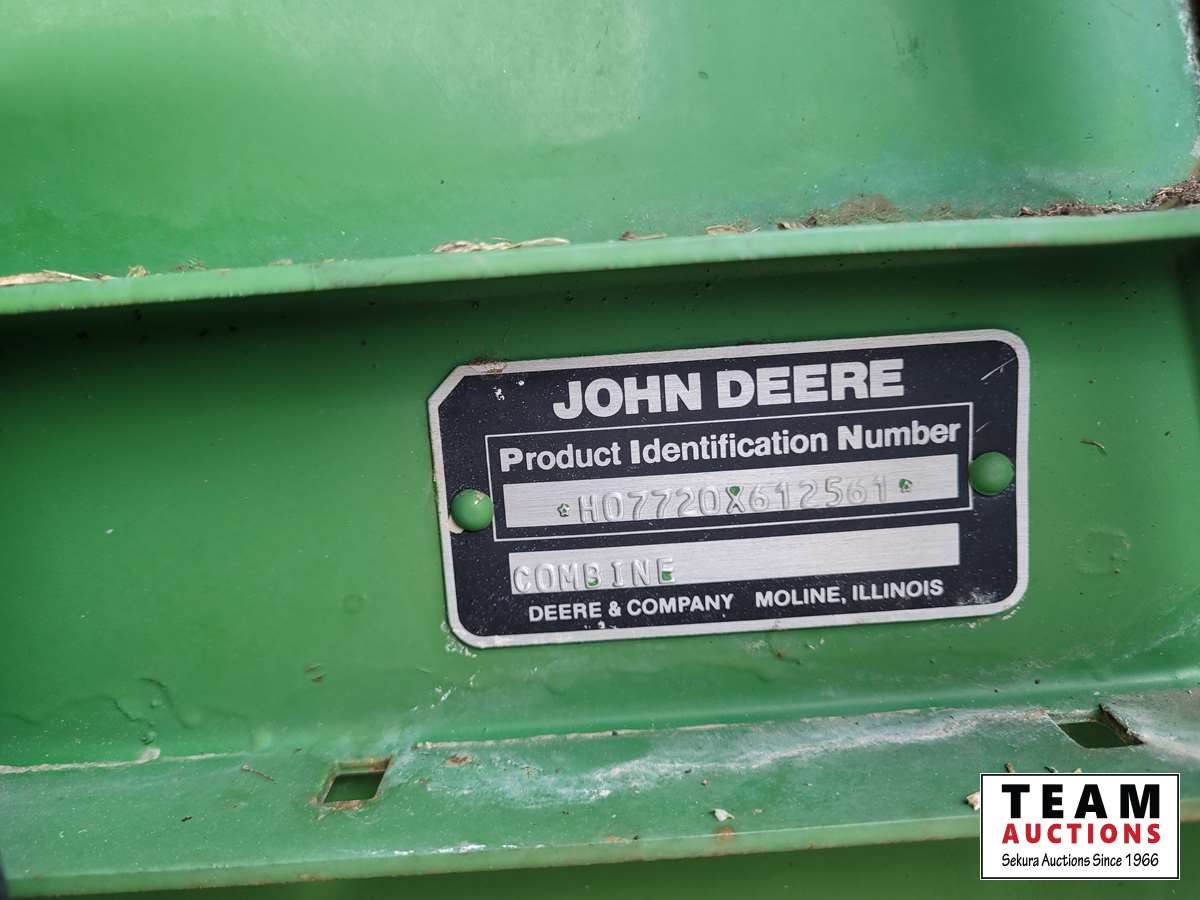 JOHN DEERE
Product Identification Number
*H07720X612561*
COMBINE
DEERE & COMPANY MOLINE, ILLINOIS
TEAM
AUCTIONS
Sekura Auctions Since 1966